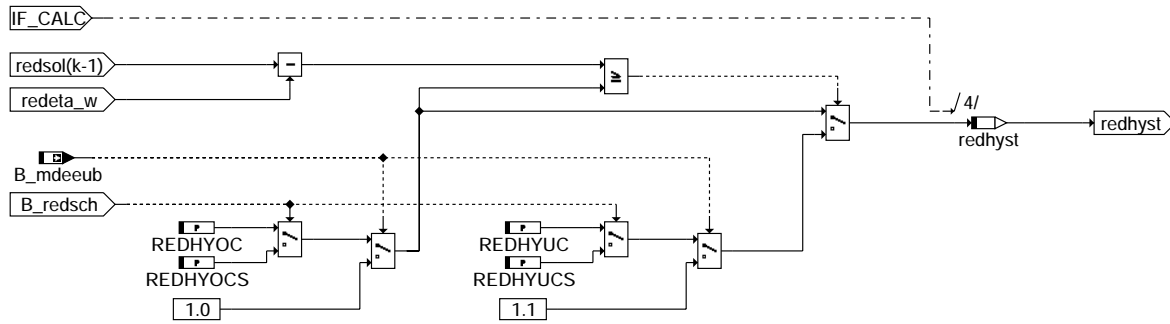 IF_CALC
redsol(k-1)
redeta_w
4/
redhyst
redhyst
B_mdeeub
B_redsch
P
REDHYOC
P
REDHYOCS
P
REDHYUC
P
REDHYUCS
1.0
1.1